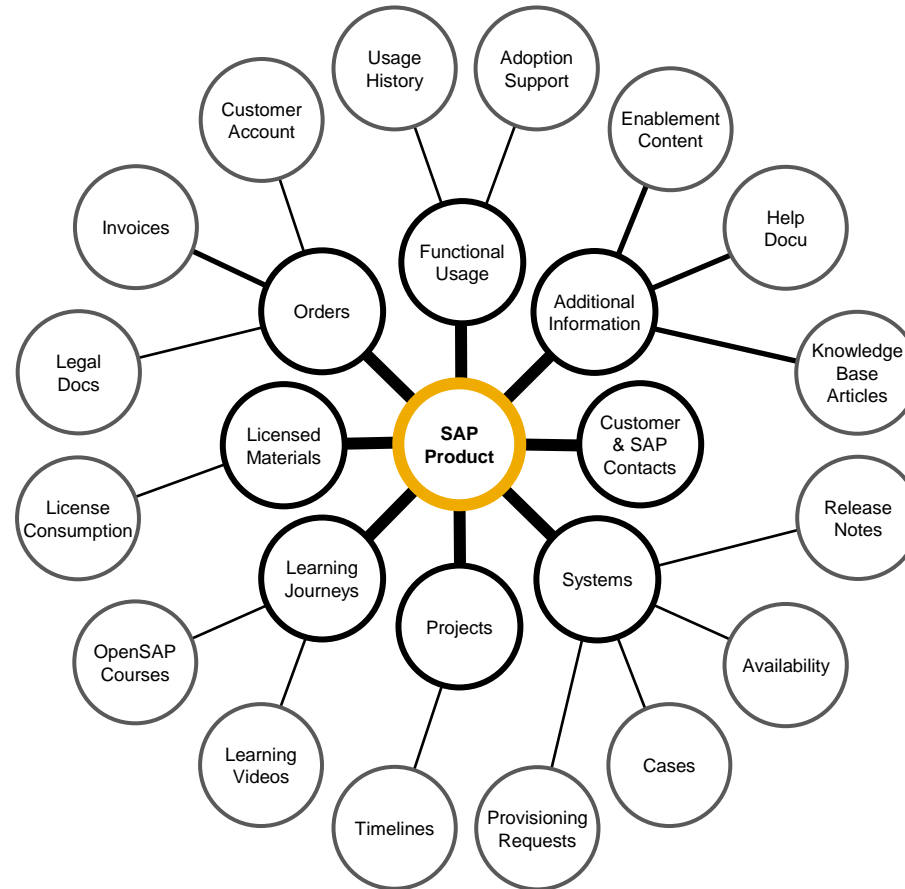 Usage
History
Adoption
Support
Customer
Account
Enablement
Content
Invoices
Help
Docu
Functional
Usage
Orders
Additional
Information
Legal
Docs
Knowledge
Base
Articles
Licensed
Materials
SAP
Product
Customer
& SAP
Contacts
License
Consumption
Release
Notes
Learning
Journeys
Systems
Projects
OpenSAP
Courses
Availability
Learning
Videos
Cases
Timelines
Provisioning
Requests